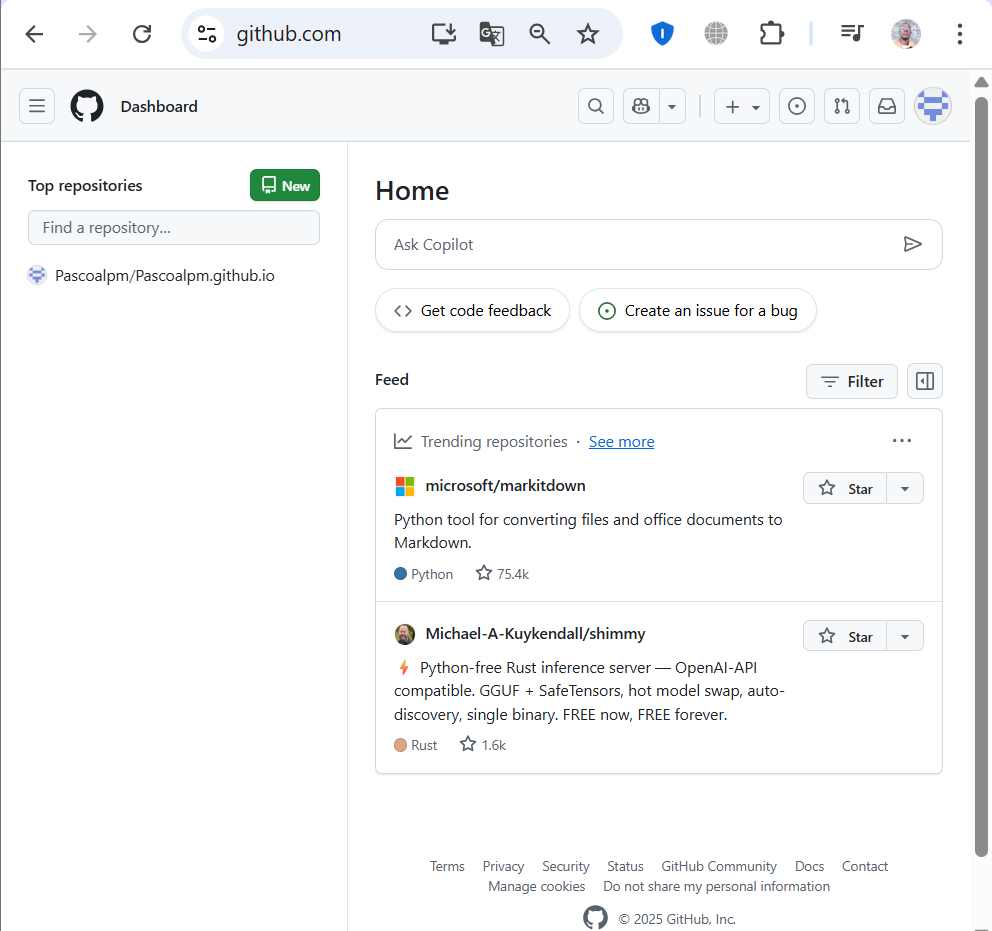 github.com
Dashboard
Top repositories
New
Find a repository...
Pascoalpm/Pascoalpm.github.io
Home
Ask Copilot
Get code feedback
Create an issue for a bug
Feed
Filter
Trending repositories · See more
microsoft/markitdown
Star
Python tool for converting files and office documents to
Markdown.
Python 75.4k
Michael-A-Kuykendall/shimmy
Star
⚡ Python-free Rust inference server — OpenAI-API
compatible. GGUF + SafeTensors, hot model swap, auto-
discovery, single binary. FREE now, FREE forever.
Rust 1.6k
Terms Privacy Security Status GitHub Community Docs Contact
Manage cookies Do not share my personal information
© 2025 GitHub, Inc.